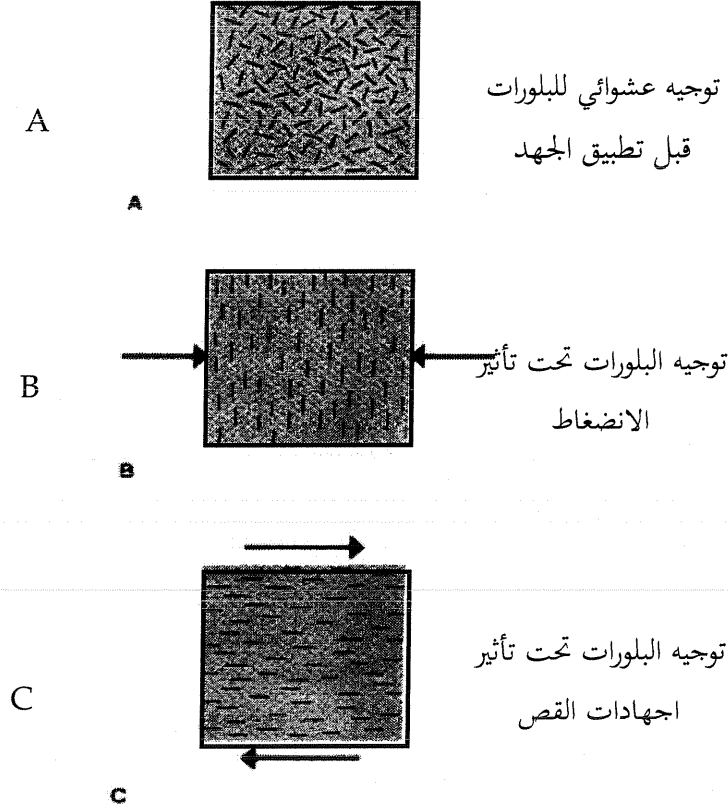 توجيه عشوائي للبلورات
قبل تطبيق الجهد
A
A
توجيه البلورات تحت تأثير
الانضغاط
B
B
توجيه البلورات تحت تأثير
اجهادات القص
C
C